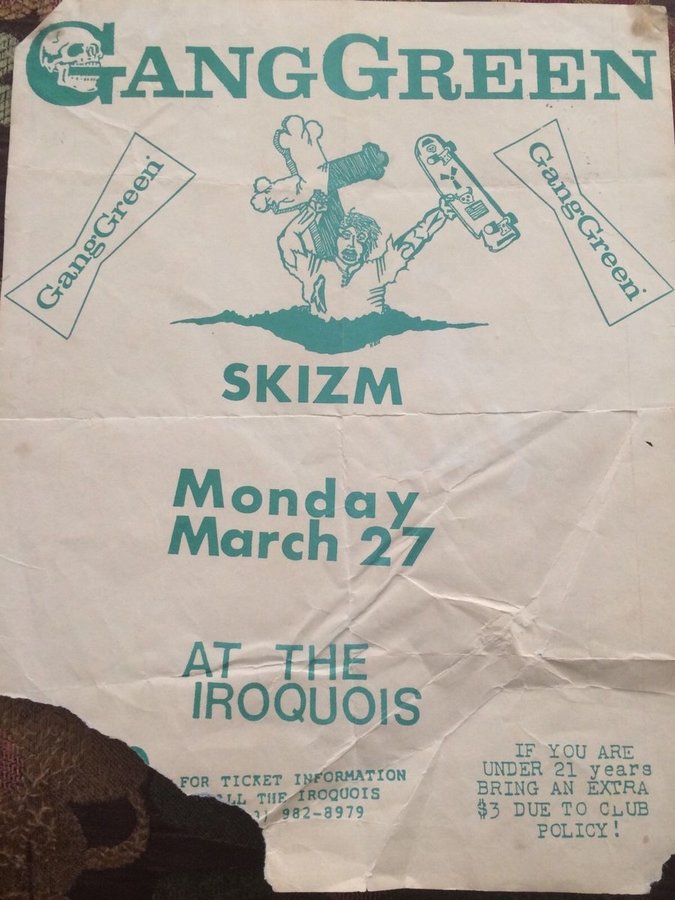 GANGGREEN
GangGreen
GangGreen
SKIZM
Monday
March 27
AT THE
IROQUOIS
FOR TICKET INFORMATION
THE IROQUOIS
982-8979
IF YOU ARE
UNDER 21 years
BRING AN EXTRA
$3 DUE TO CLUB
POLICY!